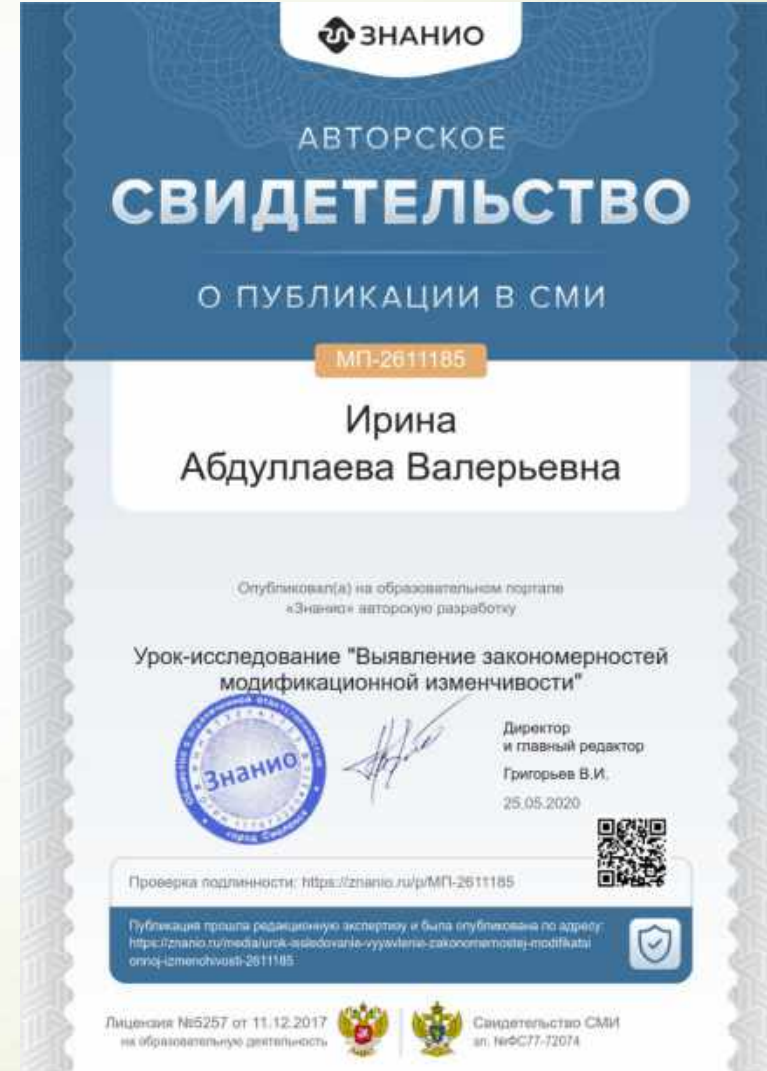 ЗНАНИО
АВТОРСКОЕ
СВИДЕТЕЛЬСТВО
О ПУБЛИКАЦИИ В СМИ
МП-2611185
Ирина
Абдуллаева Валерьевна
Опубликовал(а) на образовательном портале
«Знанио» авторскую разработку
Урок-исследование "Выявление закономерностей
модификационной изменчивости"
Знанио
город Смоленск
Директор
и главный редактор
Григорьев В.И.
25.05.2020
Проверка подлинности: https://znanio.ru/p/МП-2611185
Публикация прошла редакционную экспертизу и была опубликована по адресу:
https://znanio.ru/media/urok-issledovanie-vyyavlenie-zakonomernostej-modifikatsi
onnoj-izmenchivosti-2611185
Лицензия №5257 от 11.12.2017
на образовательную деятельность
Свидетельство СМИ
эл. №ФС77-72074